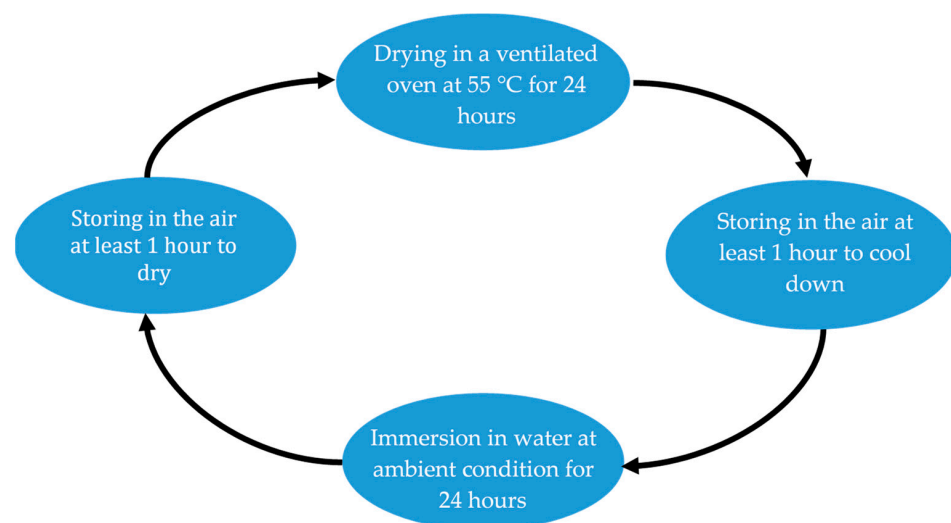 Drying in a ventilated
oven at 55 °C for 24
hours
Storing in the air at
least 1 hour to cool
down
Immersion in water at
ambient condition for
24 hours
Storing in the air
at least 1 hour to
dry